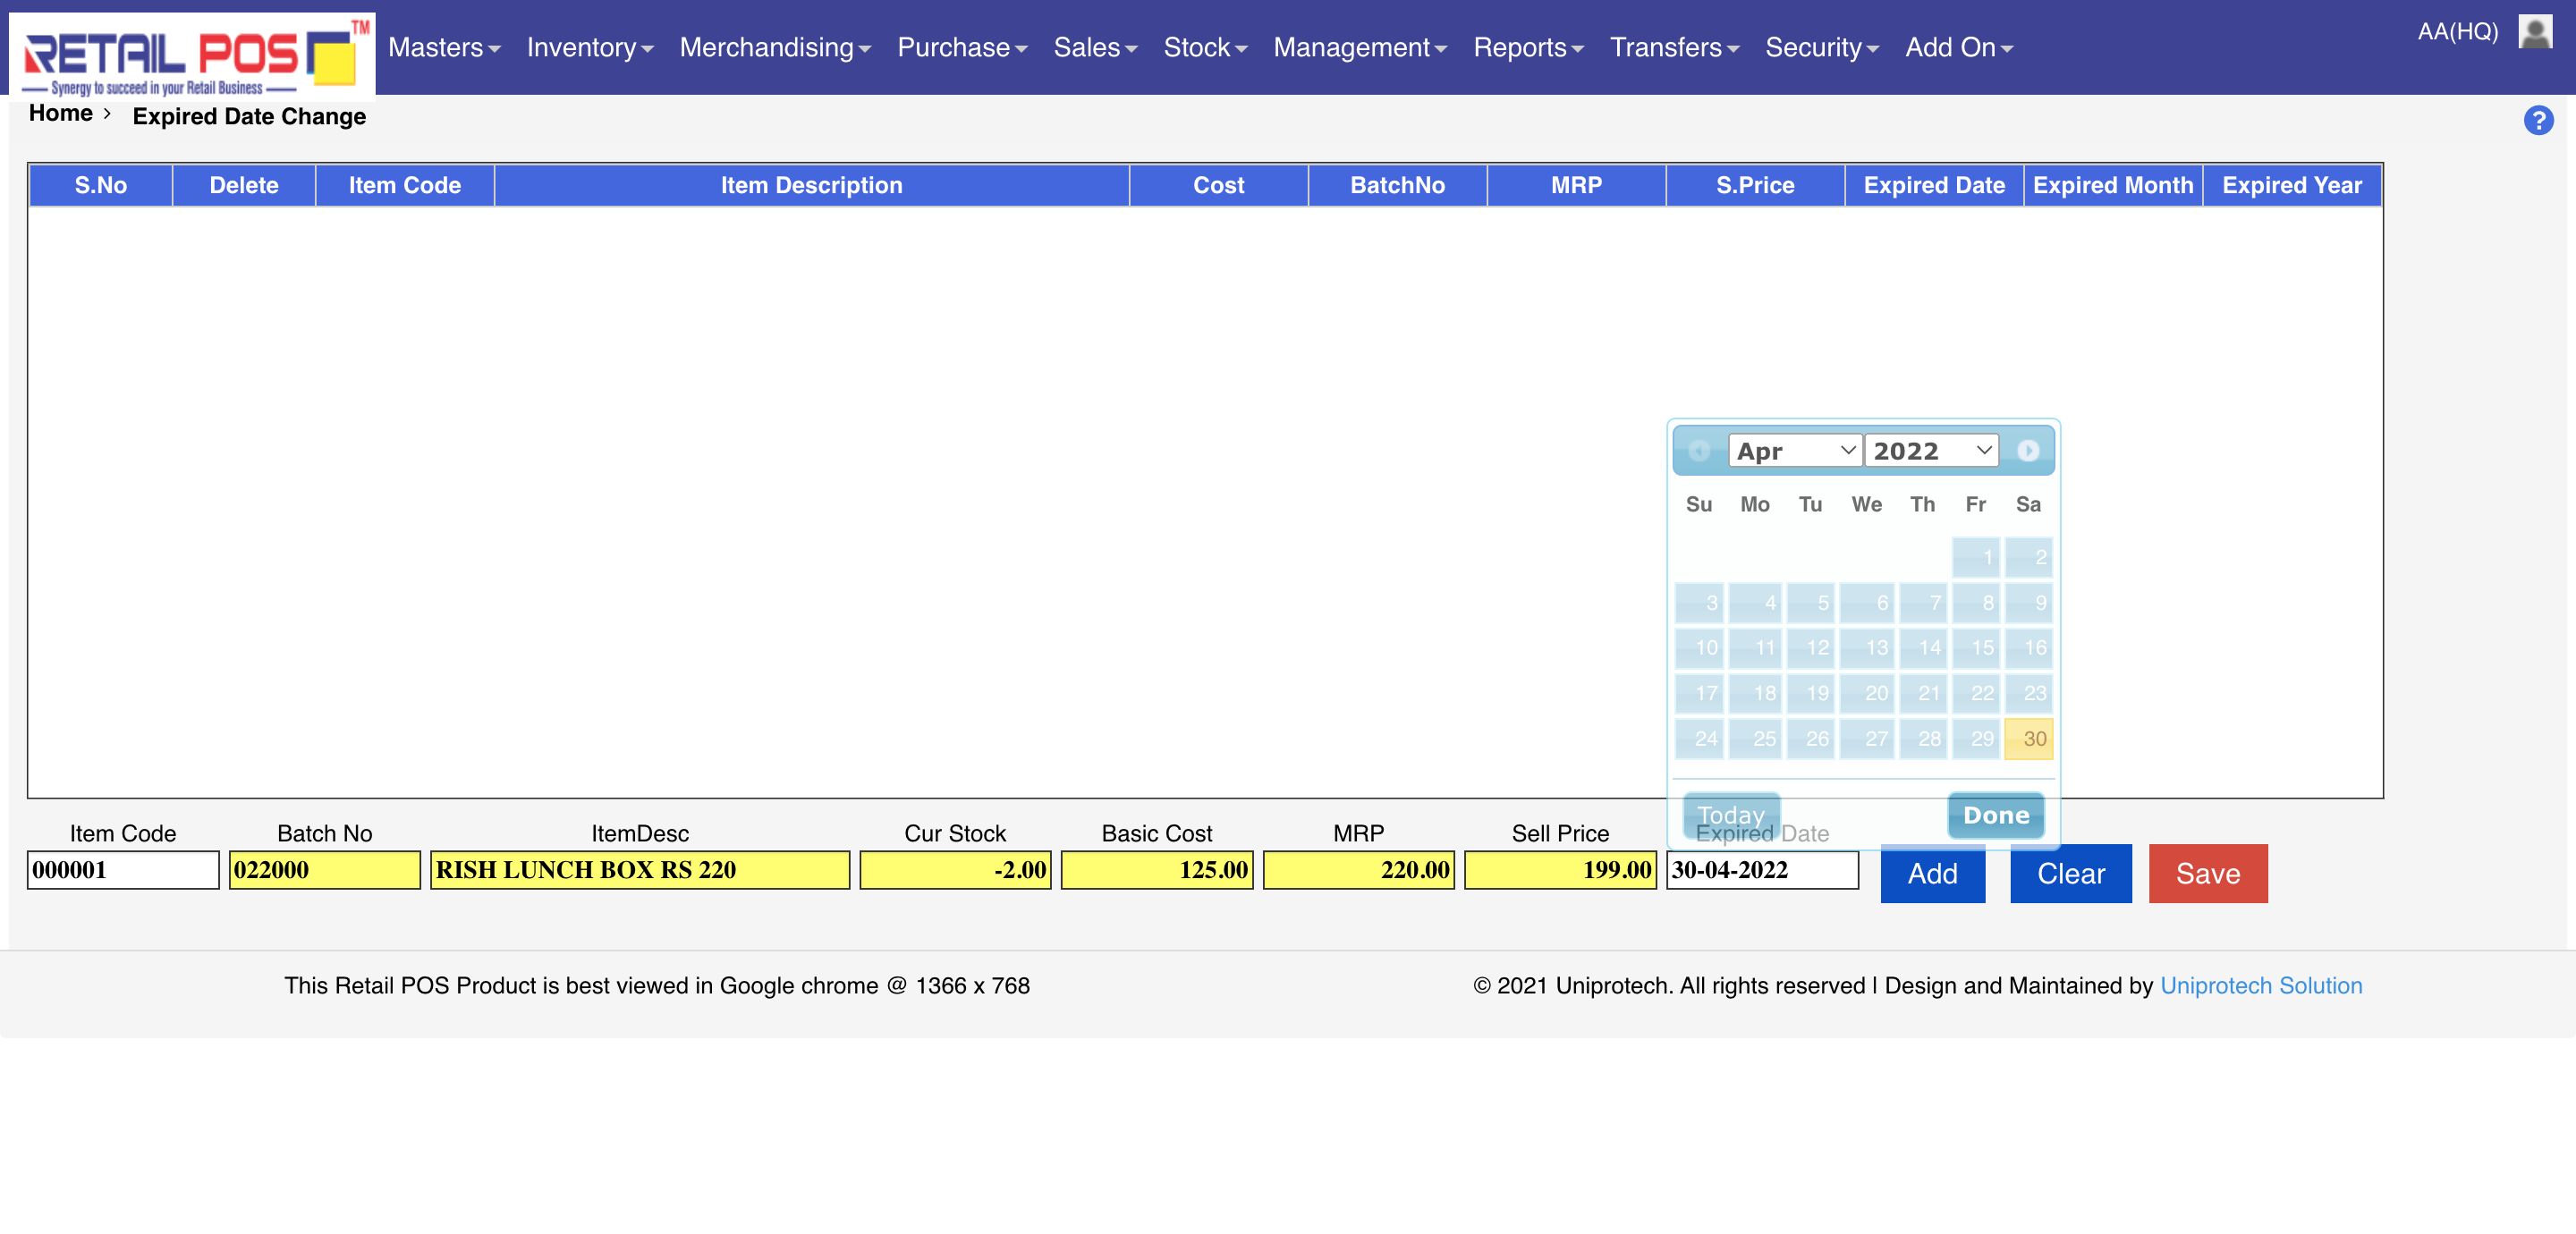 RETAIL POS TM
Synergy to succeed in your Retail Business
Masters Inventory Merchandising Purchase Sales Stock Management Reports Transfers Security Add On
AA(HQ)
Home > Expired Date Change
?
S.No Delete Item Code Item Description Cost BatchNo MRP S.Price Expired Date Expired Month Expired Year
Apr 2022
Su Mo Tu We Th Fr Sa
1 2
3 4 5 6 7 8 9
10 11 12 13 14 15 16
17 18 19 20 21 22 23
24 25 26 27 28 29 30
Today Done
Item Code Batch No ItemDesc Cur Stock Basic Cost MRP Sell Price Expired Date
000001 022000 RISH LUNCH BOX RS 220 -2.00 125.00 220.00 199.00 30-04-2022 Add Clear Save
This Retail POS Product is best viewed in Google chrome @ 1366 x 768
© 2021 Uniprotech. All rights reserved | Design and Maintained by Uniprotech Solution